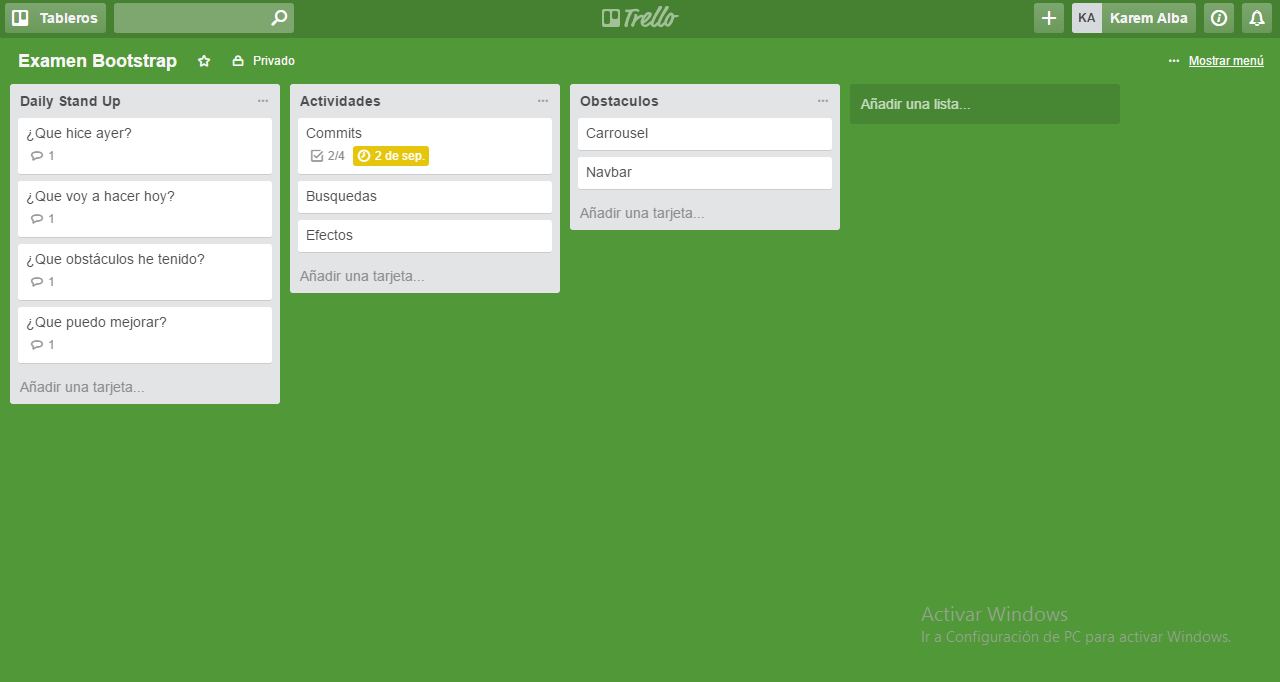 Tableros
Trello
KA Karem Alba
Examen Bootstrap
Privado
... Mostrar menú
Daily Stand Up
¿Que hice ayer?
1
¿Que voy a hacer hoy?
1
¿Que obstáculos he tenido?
1
¿Que puedo mejorar?
1
Añadir una tarjeta...
Actividades
Commits
2/4 2 de sep.
Busquedas
Efectos
Añadir una tarjeta...
Obstaculos
Carrousel
Navbar
Añadir una tarjeta...
Añadir una lista...
Activar Windows
Ir a Configuración de PC para activar Windows.